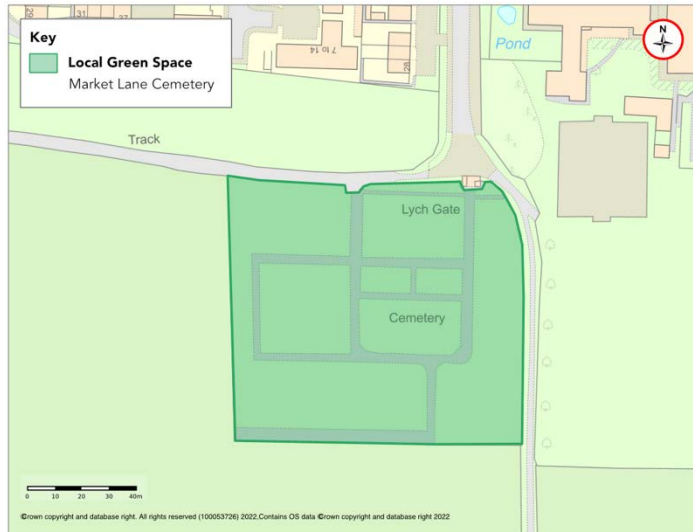 Key
Local Green Space
Market Lane Cemetery
29
31
37
7 to 14
28
Pond
N
Track
Lych Gate
Cemetery
0 10 20 30 40m
©rown copyright and database right. All rights reserved (100053726) 2022,Contains OS data ©rown copyright and database right 2022